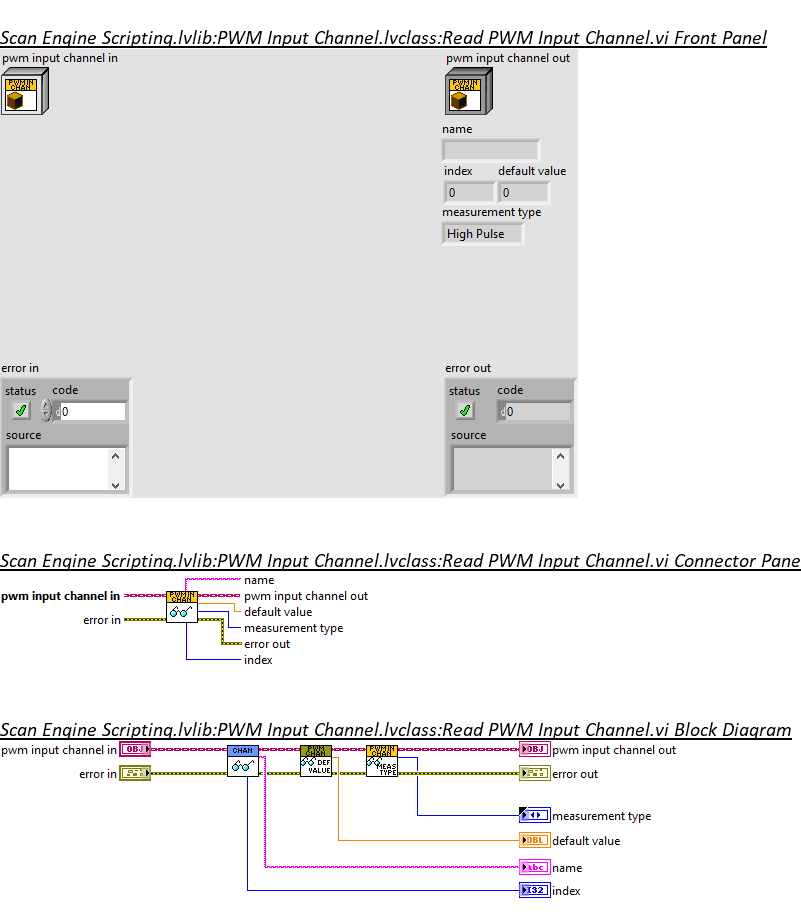 Scan Engine Scripting.lvlib:PWM Input Channel.lvclass:Read PWM Input Channel.vi Front Panel
pwm input channel in
pwm input channel out
PWM IN
CHAN
PWM IN
CHAN
name
index default value
0 0
measurement type
High Pulse
error in
error out
status code
status code
d 0
d 0
source
source
Scan Engine Scripting.lvlib:PWM Input Channel.lvclass:Read PWM Input Channel.vi Connector Pane
name
pwm input channel in
PWM IN
CHAN
pwm input channel out
default value
error in
measurement type
error out
index
Scan Engine Scripting.lvlib:PWM Input Channel.lvclass:Read PWM Input Channel.vi Block Diagram
pwm input channel in OBJ
CHAN
PWM
CHAN
DEF
VALUE
PWM IN
CHAN
MEAS
TYPE
OBJ pwm input channel out
error in
error out
measurement type
DBL default value
abc name
I32 index